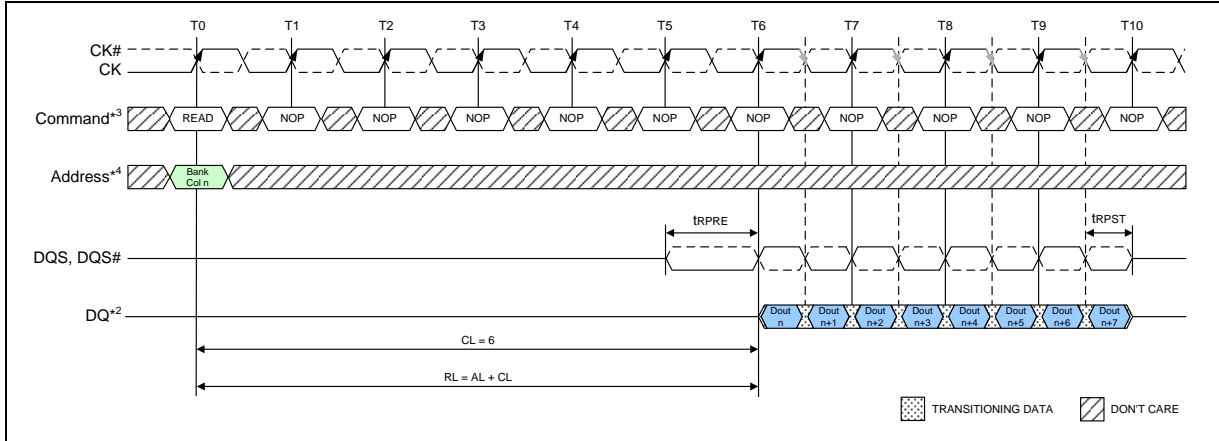 T0 T1 T2 T3 T4 T5 T6 T7 T8 T9 T10
CK#
CK
Command*3 READ NOP NOP NOP NOP NOP NOP NOP NOP NOP NOP
Address*4 Bank
Col n
tRPRE tRPST
DQS, DQS#
DQ*2 Dout Dout Dout Dout Dout Dout Dout Dout
n n+1 n+2 n+3 n+4 n+5 n+6 n+7
CL = 6
RL = AL + CL
TRANSITIONING DATA DON'T CARE